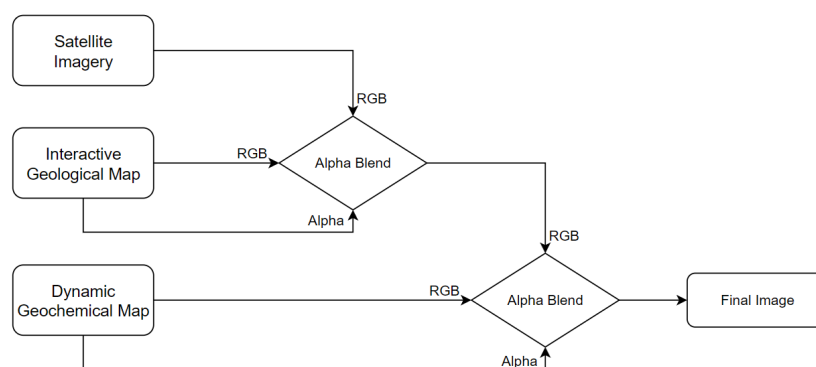 Satellite
Imagery
RGB
Interactive
Geological Map
RGB
Alpha Blend
Alpha
RGB
Dynamic
Geochemical Map
RGB
Alpha Blend
Final Image
Alpha